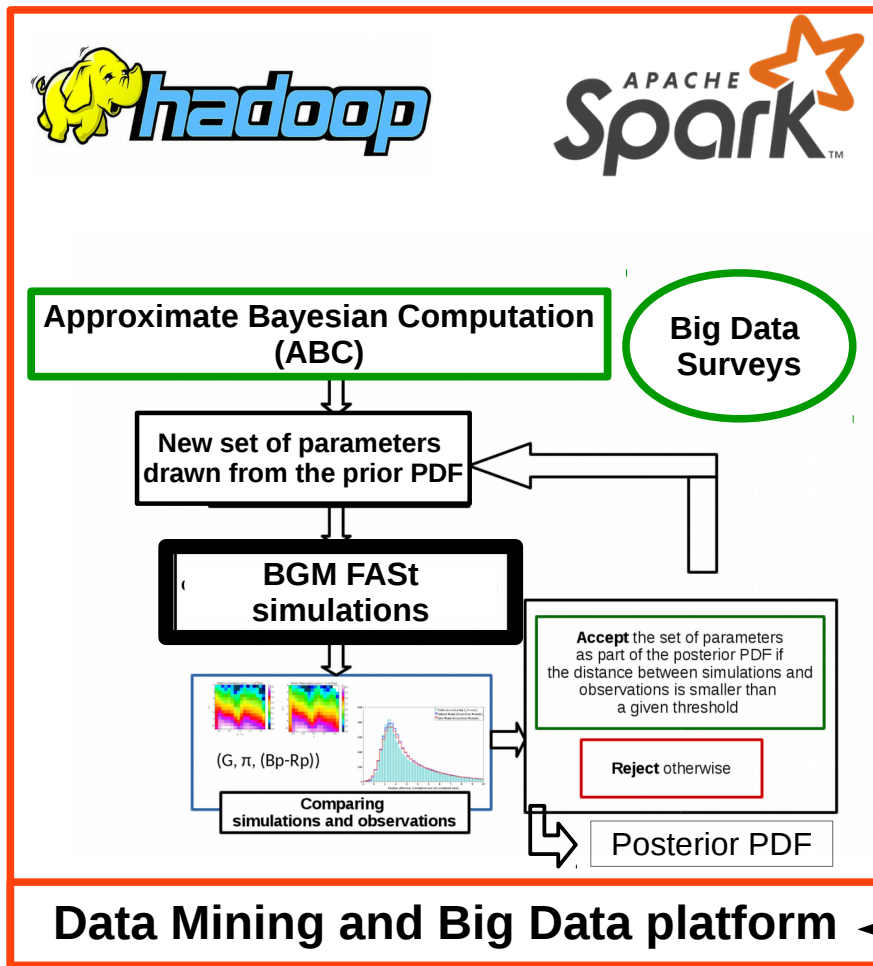 hadoop
APACHE
Spark™
Approximate Bayesian Computation
(ABC)
Big Data
Surveys
New set of parameters
drawn from the prior PDF
BGM FASt
simulations
Accept the set of parameters
as part of the posterior PDF if
the distance between simulations and
observations is smaller than
a given threshold
(G, π, (Bp-Rp))
Reject otherwise
Comparing
simulations and observations
Posterior PDF
Data Mining and Big Data platform